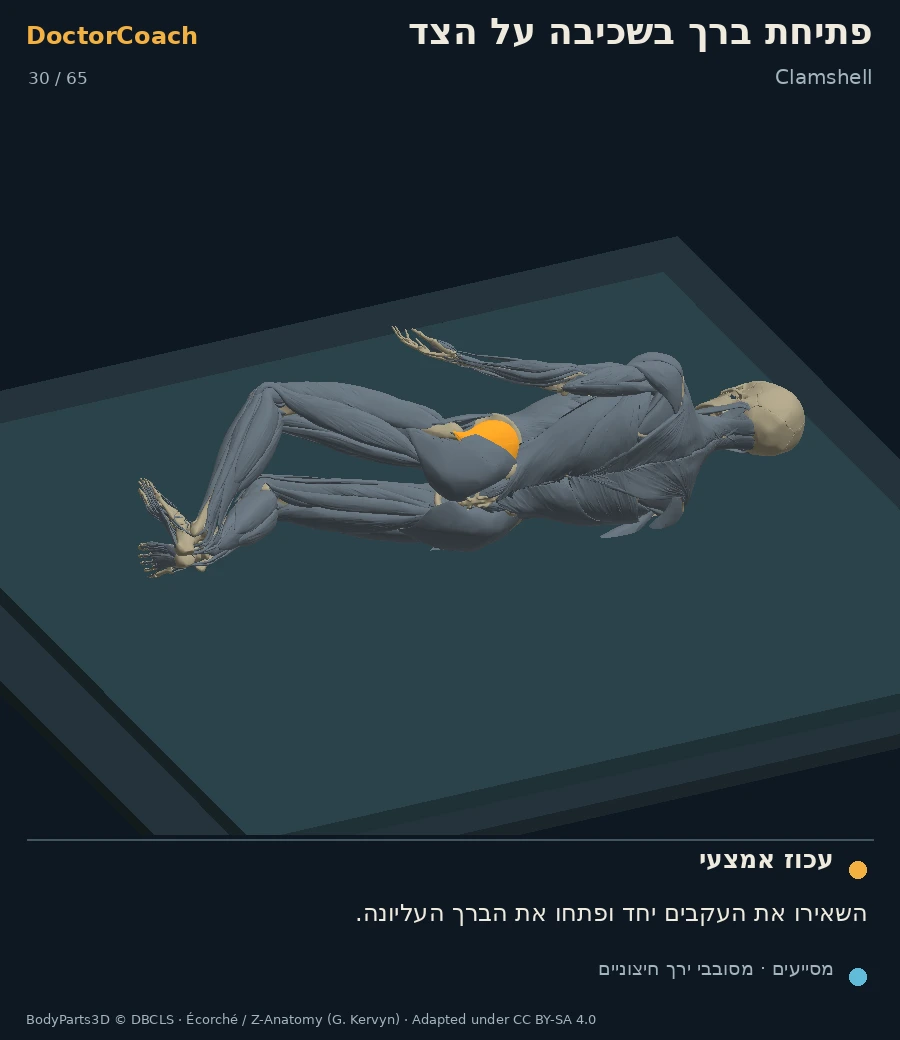 פתיחת ברך בשכיבה על הצד
DoctorCoach
Clamshell
30 / 65
עכוז אמצעי
השאירו את העקבים יחד ופתחו את הברך העליונה.
מסייעים · מסובבי ירך חיצוניים
BodyParts3D © DBCLS · Écorché / Z-Anatomy (G. Kervyn) · Adapted under CC BY-SA 4.0